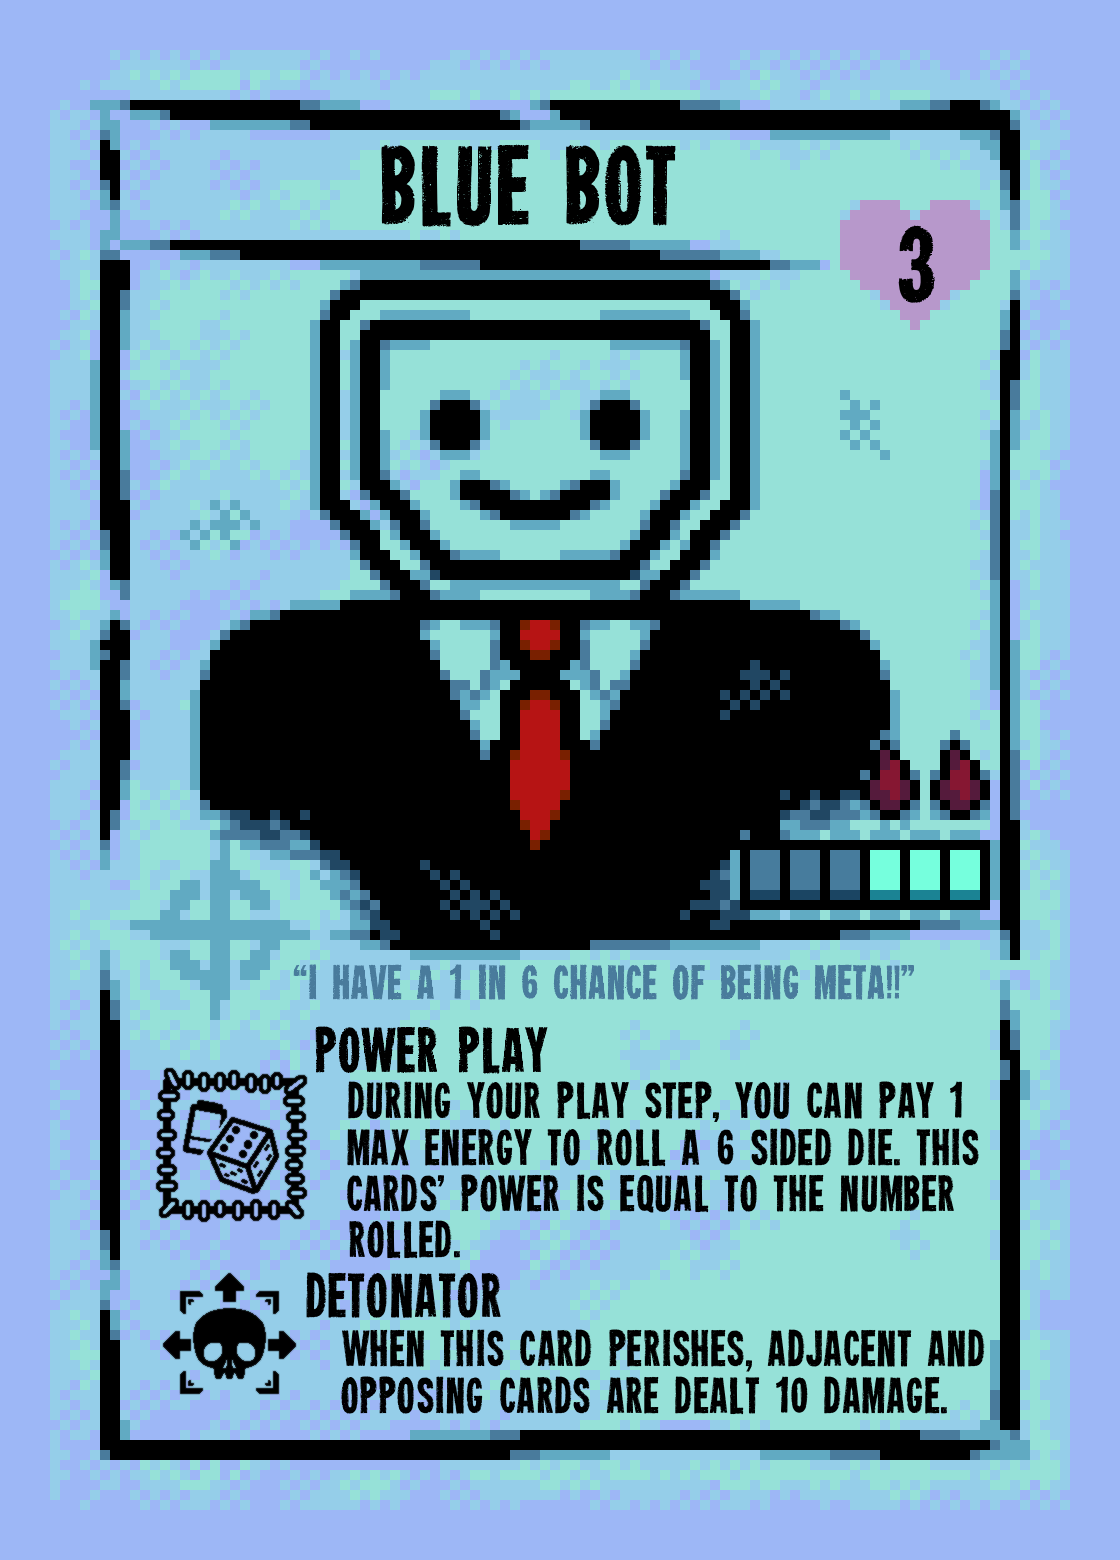 BLUE BOT
3
“I HAVE A 1 IN 6 CHANCE OF BEING META!!”
POWER PLAY
DURING YOUR PLAY STEP, YOU CAN PAY 1
MAX ENERGY TO ROLL A 6 SIDED DIE. THIS
CARDS’ POWER IS EQUAL TO THE NUMBER
ROLLED.
DETONATOR
WHEN THIS CARD PERISHES, ADJACENT AND
OPPOSING CARDS ARE DEALT 10 DAMAGE.